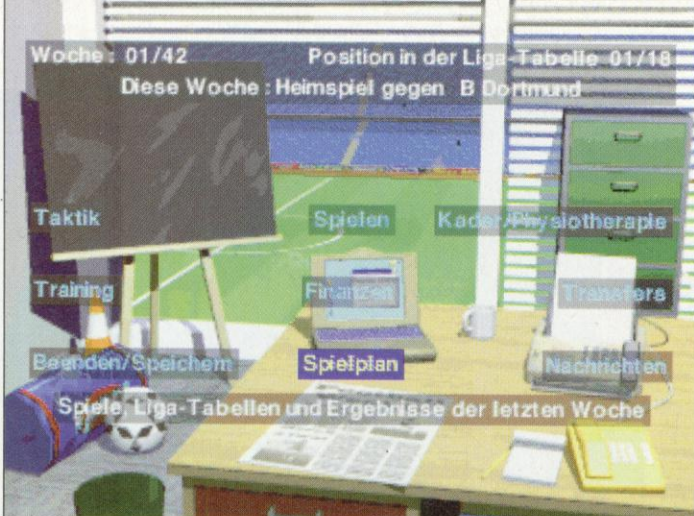 Woche: 01/42 Position in der Liga-Tabelle 01/18
Diese Woche: Heimspiel gegen B Dortmund
Taktik Spielen Kader/Physiotherapie
Training Finanzen Transfers
Beenden/Speichern Spielplan Nachrichten
Spiele, Liga-Tabellen und Ergebnisse der letzten Woche